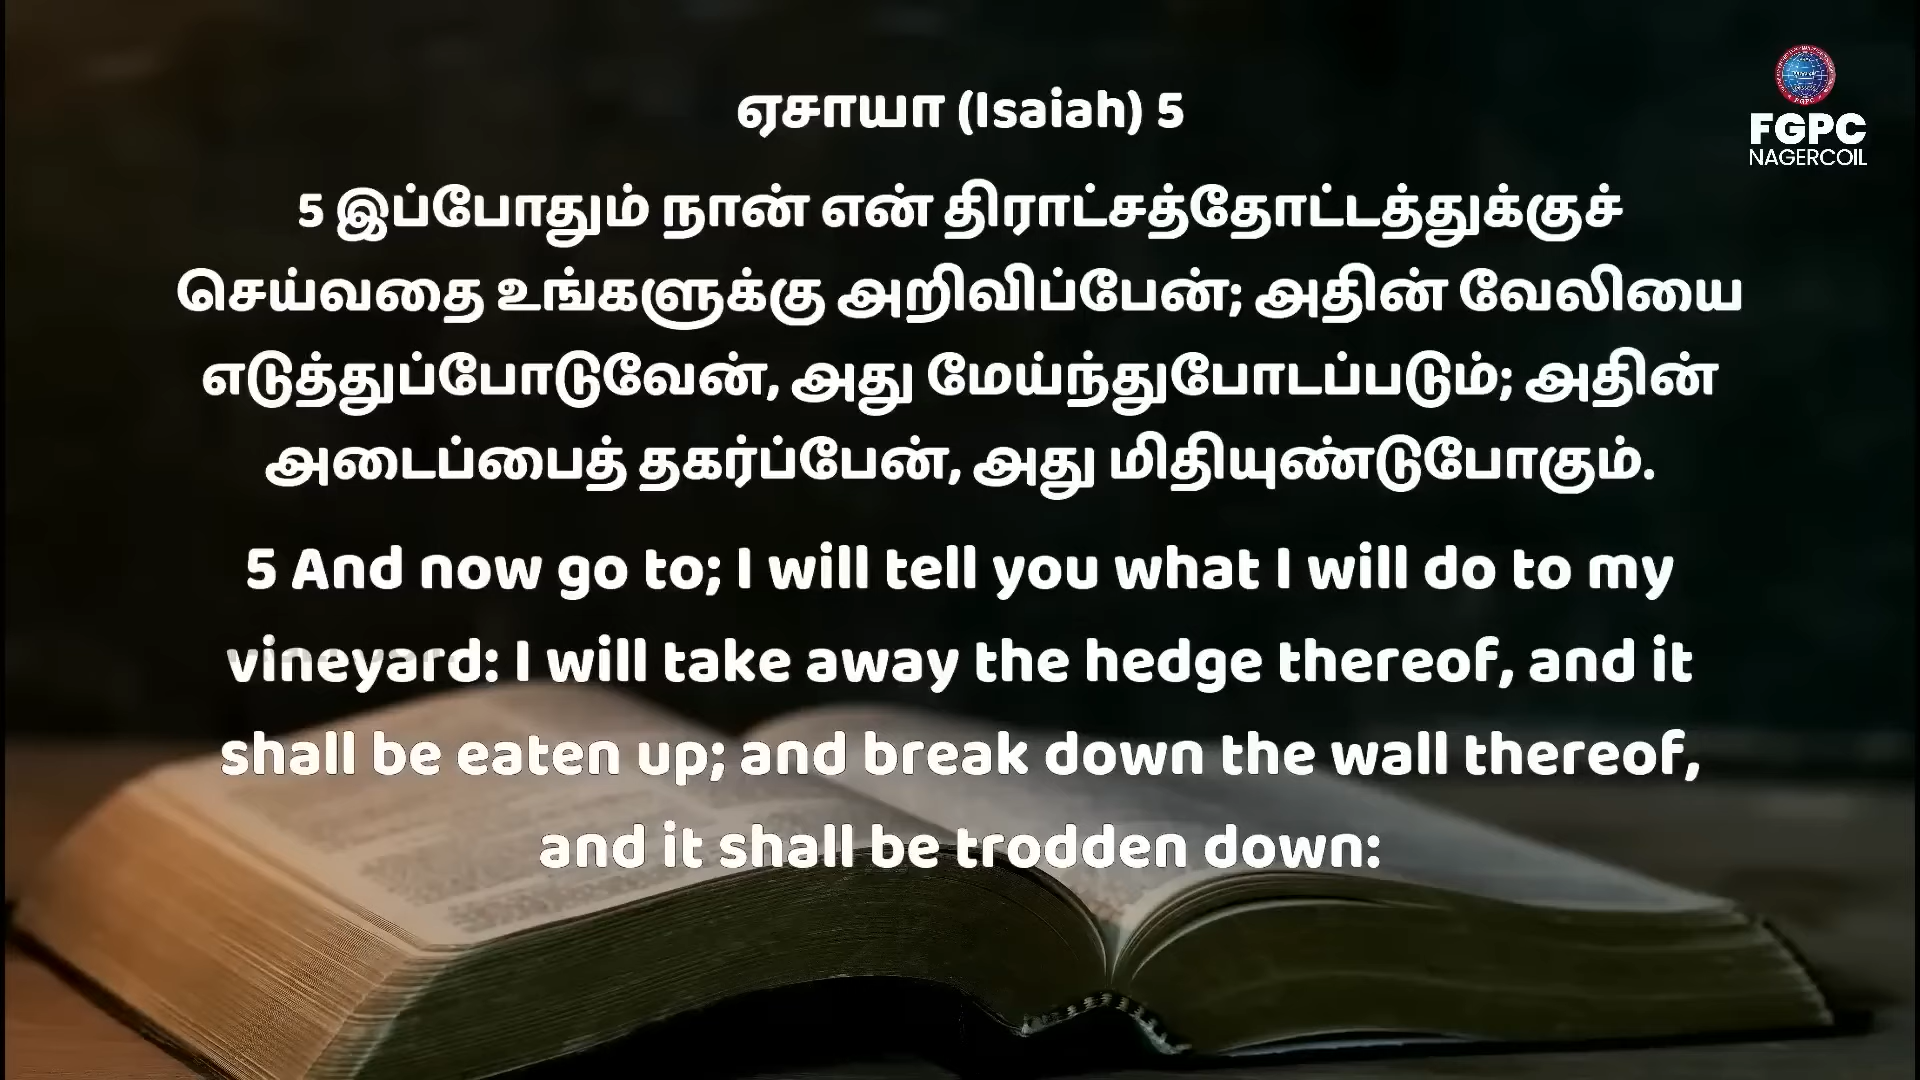 ஏசாயா (Isaiah) 5
FGPC
NAGERCOIL
5 இப்போதும் நான் என் திராட்சத்தோட்டத்துக்குச்
செய்வதை உங்களுக்கு அறிவிப்பேன்; அதின் வேலியை
எடுத்துப்போடுவேன், அது மேய்ந்துபோடப்படும்; அதின்
அடைப்பைத் தகர்ப்பேன், அது மிதியுண்டுபோகும்.
5 And now go to; I will tell you what I will do to my
vineyard: I will take away the hedge thereof, and it
shall be eaten up; and break down the wall thereof,
and it shall be trodden down: